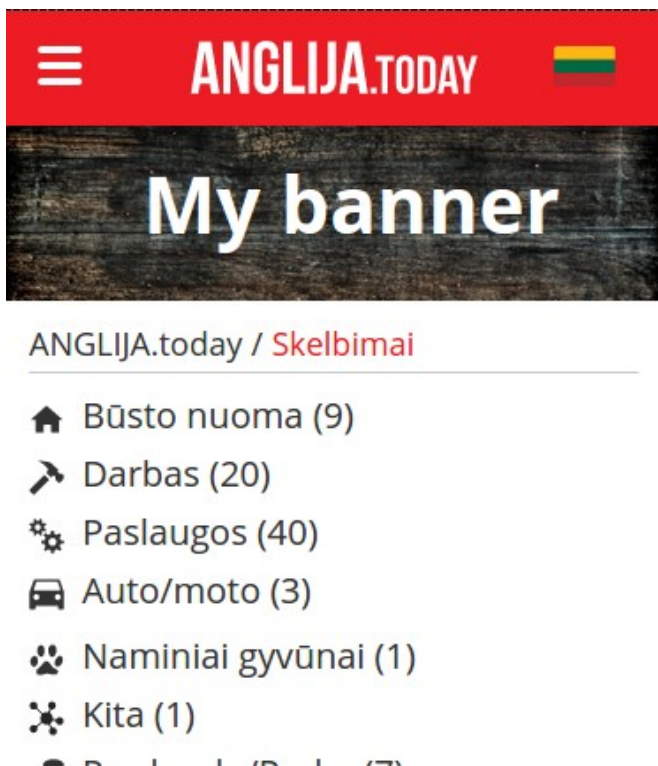 ANGLIJA.TODAY
My banner
ANGLIJA.today / Skelbimai
Būsto nuoma (9)
Darbas (20)
Paslaugos (40)
Auto/moto (3)
Naminiai gyvūnai (1)
Kita (1)